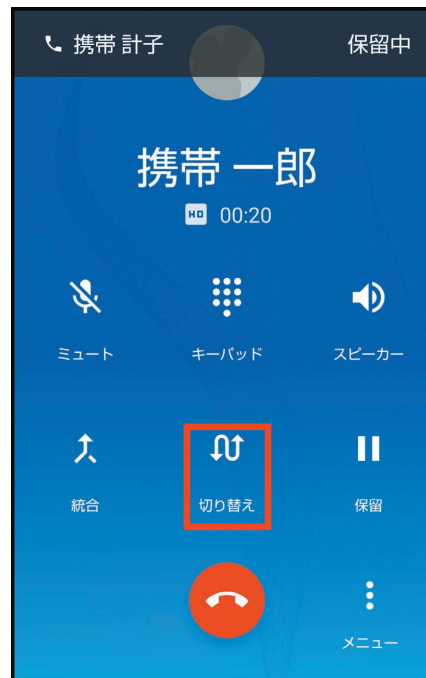 携帯 計子 保留中
携帯 一郎
HD 00:20
ミュート キーパッド スピーカー
統合 切り替え 保留
メニュー